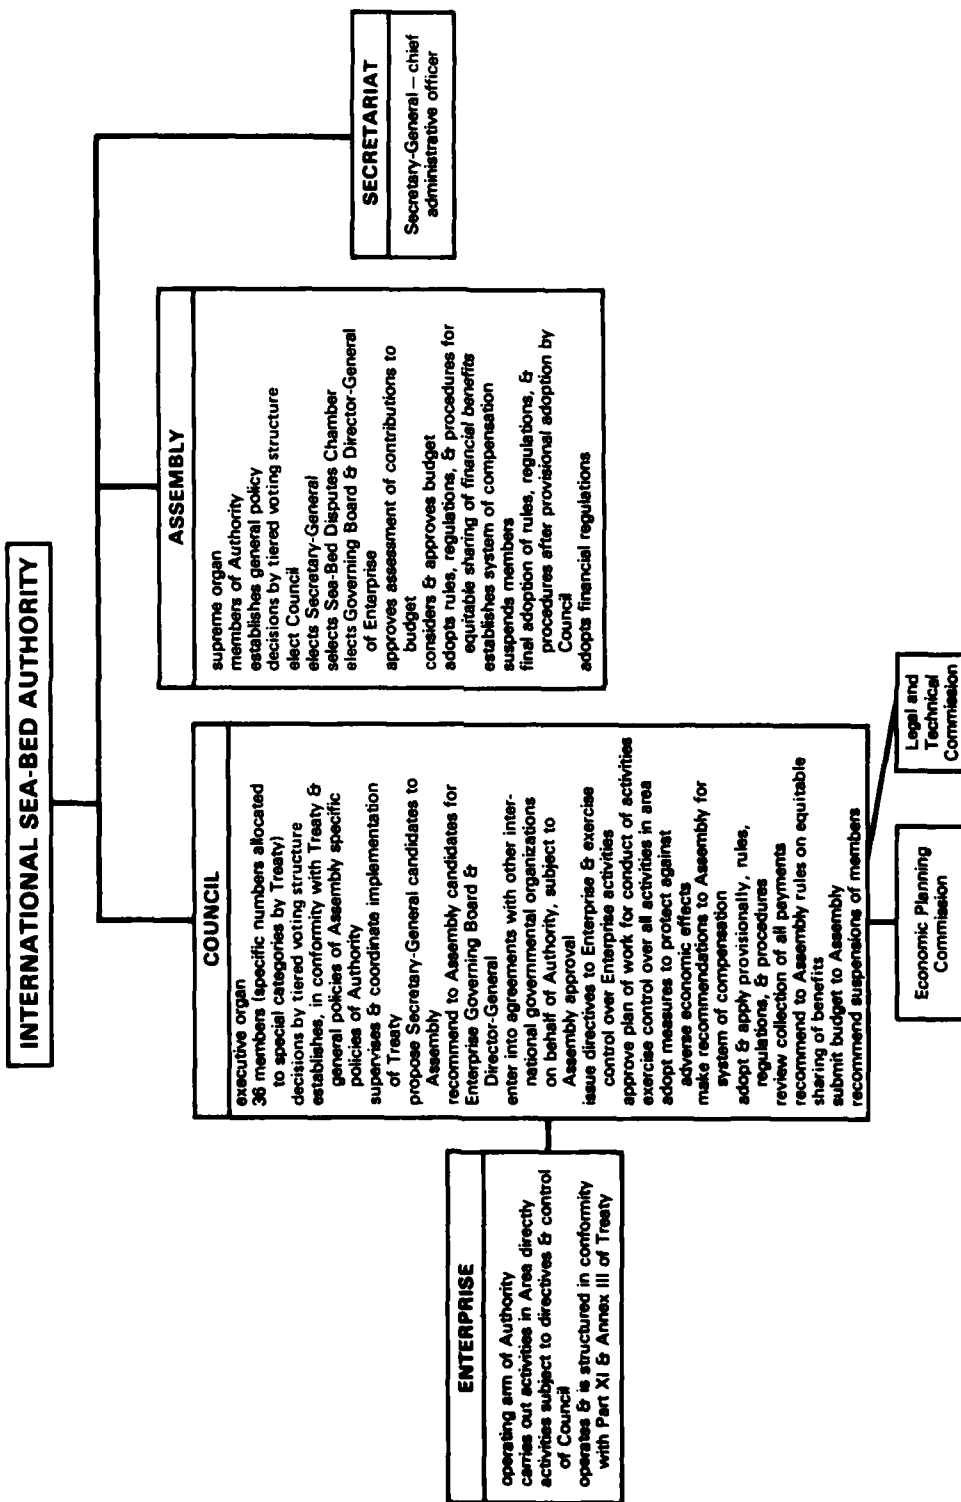 INTERNATIONAL SEA-BED AUTHORITY
SECRETARIAT
Secretary-General – chief
administrative officer
ASSEMBLY
supreme organ
members of Authority
establishes general policy
decisions by tiered voting structure
elect Council
elects Secretary-General
selects Sea-Bed Disputes Chamber
elects Governing Board & Director-General
of Enterprise
approves assessment of contributions to
budget
considers & approves budget
adopts rules, regulations, & procedures for
equitable sharing of financial benefits
establishes system of compensation
suspends members
final adoption of rules, regulations, &
procedures after provisional adoption by
Council
adopts financial regulations
COUNCIL
executive organ
36 members (specific numbers allocated
to special categories by Treaty)
decisions by tiered voting structure
establishes, in conformity with Treaty &
general policies of Assembly specific
policies of Authority
supervises & coordinate implementation
of Treaty
propose Secretary-General candidates to
Assembly
recommend to Assembly candidates for
Enterprise Governing Board &
Director-General
enter into agreements with other inter-
national governmental organizations
on behalf of Authority, subject to
Assembly approval
issue directives to Enterprise & exercise
control over Enterprise activities
approve plan of work for conduct of activities
exercise control over all activities in area
adopt measures to protect against
adverse economic effects
make recommendations to Assembly for
system of compensation
adopt & apply provisionally, rules,
regulations, & procedures
review collection of all payments
recommend to Assembly rules on equitable
sharing of benefits
submit budget to Assembly
recommend suspensions of members
ENTERPRISE
operating arm of Authority
carries out activities in Area directly
activities subject to directives & control
of Council
operates & is structured in conformity
with Part XI & Annex III of Treaty
Economic Planning
Commission
Legal and
Technical
Commission